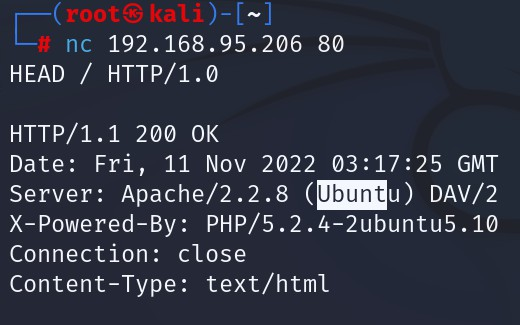 ┌──(root㉿kali)-[~]
└─# nc 192.168.95.206 80
HEAD / HTTP/1.0
HTTP/1.1 200 OK
Date: Fri, 11 Nov 2022 03:17:25 GMT
Server: Apache/2.2.8 (Ubuntu) DAV/2
X-Powered-By: PHP/5.2.4-2ubuntu5.10
Connection: close
Content-Type: text/html